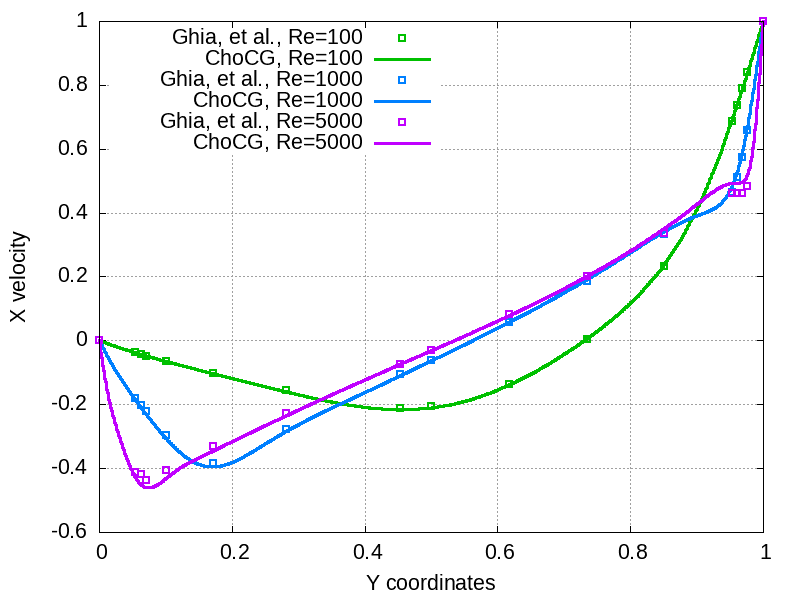 1
0.8
0.6
0.4
0.2
0
-0.2
-0.4
-0.6
X velocity
Ghia, et al., Re=100
ChoCG, Re=100
Ghia, et al., Re=1000
ChoCG, Re=1000
Ghia, et al., Re=5000
ChoCG, Re=5000
0 0.2 0.4 0.6 0.8 1
Y coordinates